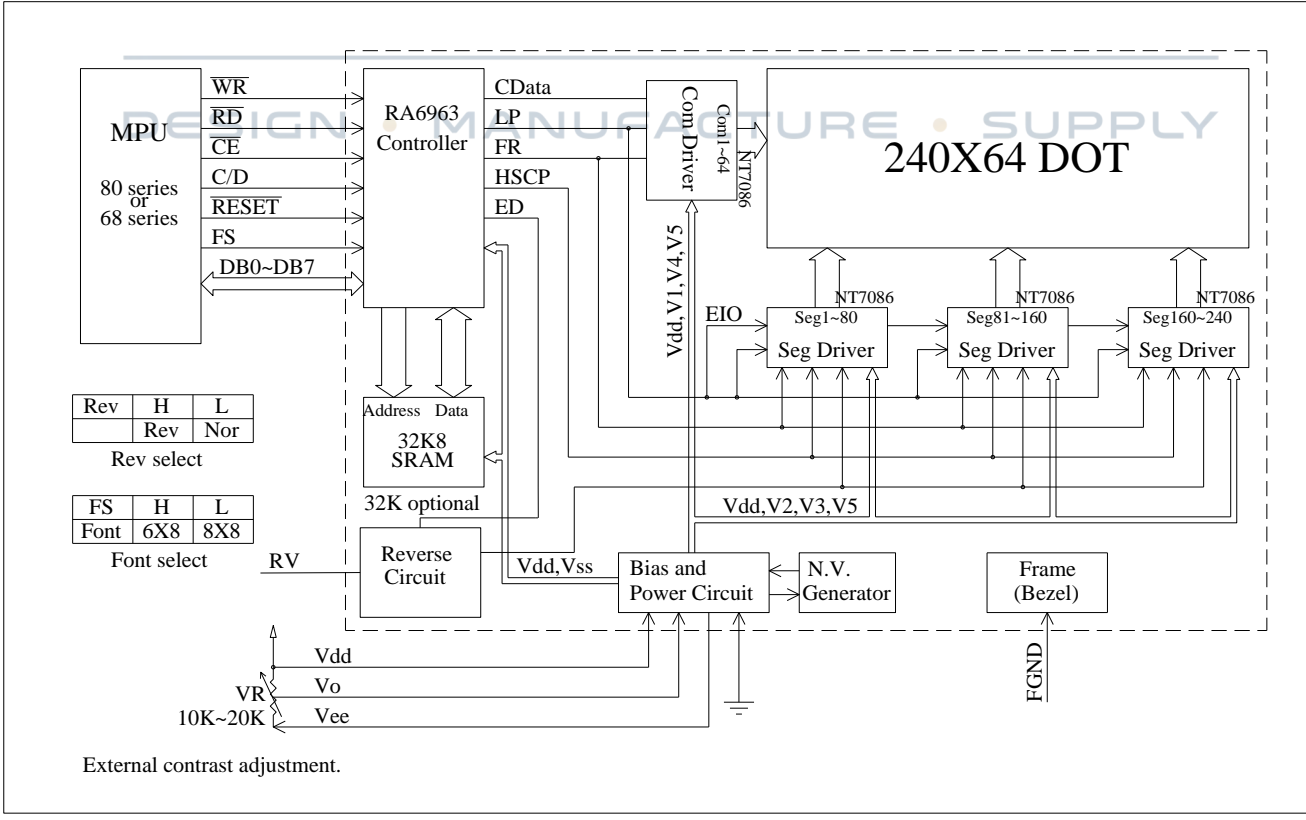 DESIGN • MANUFACTURE • SUPPLY
MPU
80 series
or
68 series
WR
RD
CE
C/D
RESET
FS
DB0~DB7
RA6963
Controller
CData
LP
FR
HSCP
ED
Com Driver
Com1~64
NT7086
240X64 DOT
Vdd,V1,V4,V5
EIO
NT7086
Seg1~80
Seg Driver
NT7086
Seg81~160
Seg Driver
NT7086
Seg160~240
Seg Driver
Address Data
32K8
SRAM
32K optional
Rev H L
Rev Nor
Rev select
FS H L
Font 6X8 8X8
Font select
RV
Reverse
Circuit
Vdd,Vss
Vdd,V2,V3,V5
Bias and
Power Circuit
N.V.
Generator
Frame
(Bezel)
FGND
Vdd
Vo
Vee
VR
10K~20K
External contrast adjustment.